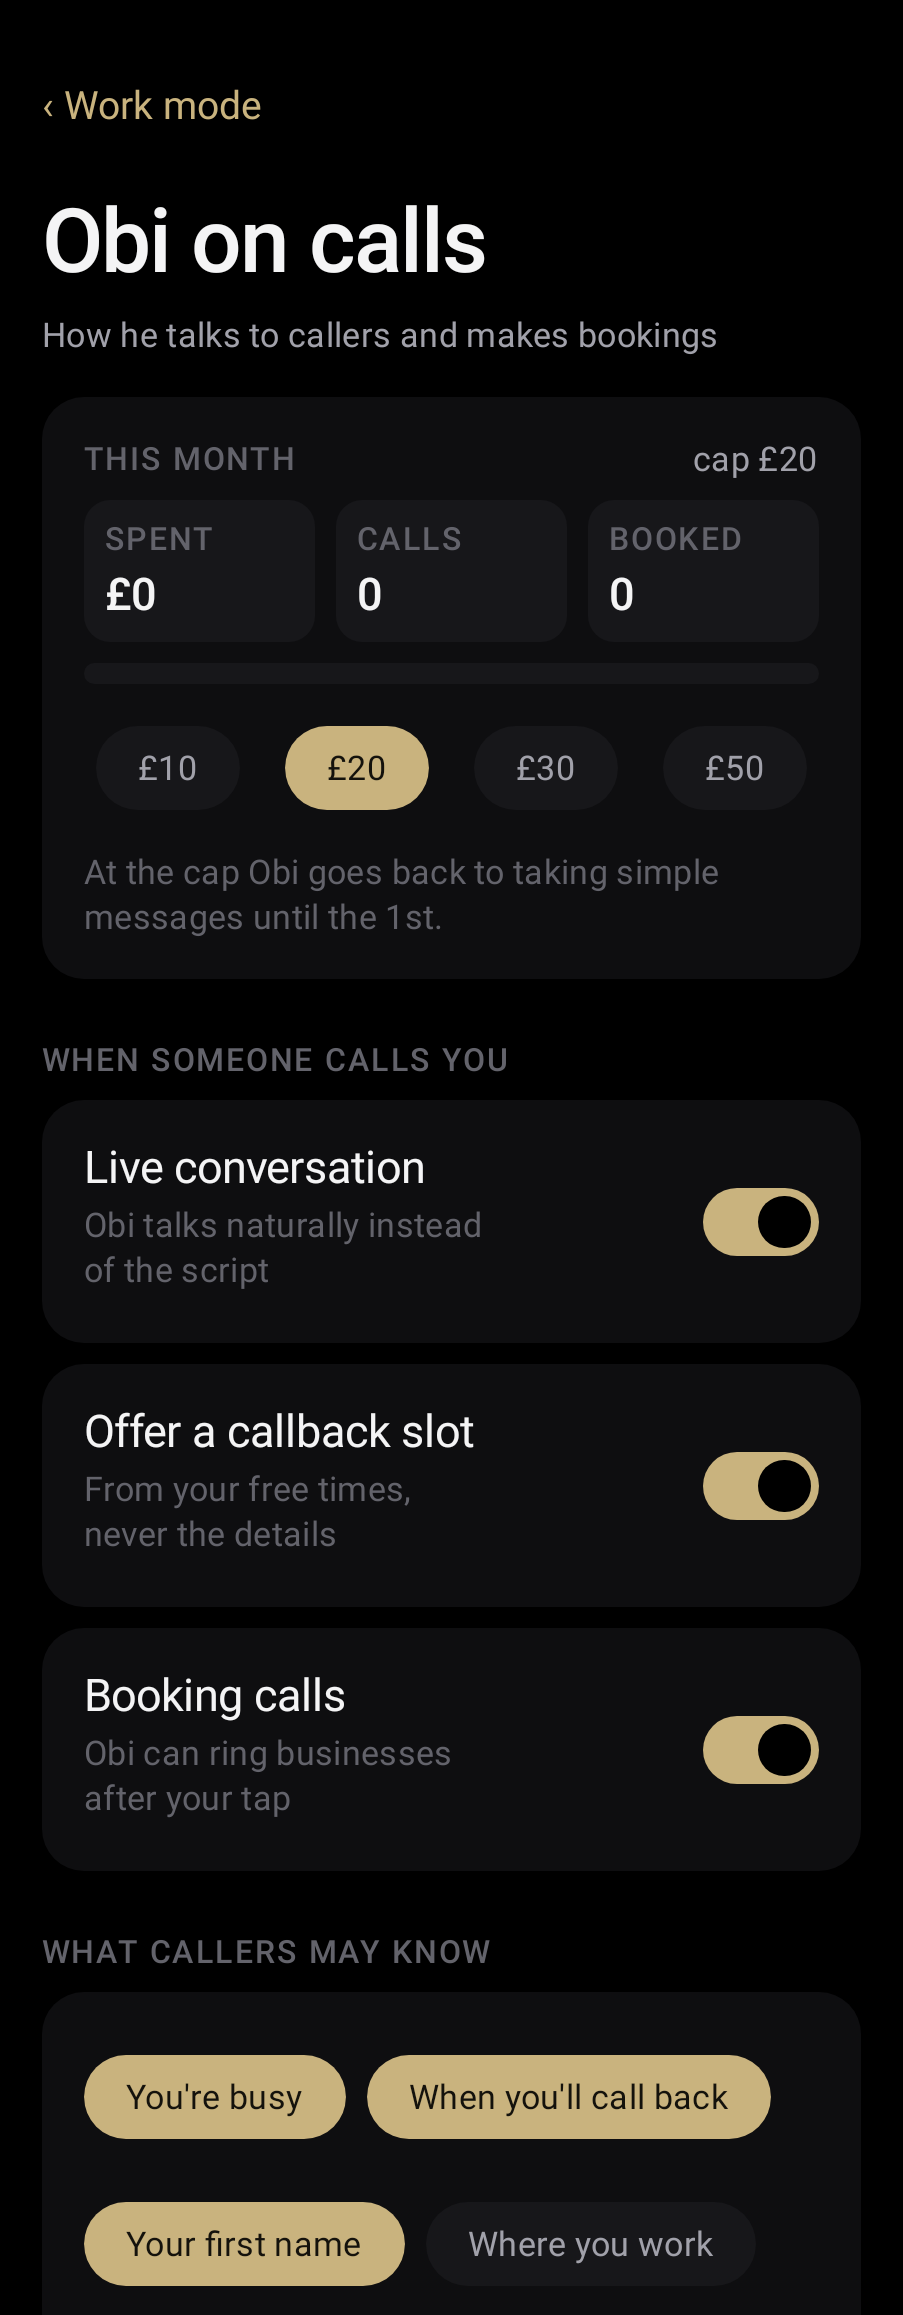 ‹ Work mode
Obi on calls
How he talks to callers and makes bookings
THIS MONTH
cap £20
SPENT
CALLS
BOOKED
£0
0
0
£10
£20
£30
£50
At the cap Obi goes back to taking simple
messages until the 1st.
WHEN SOMEONE CALLS YOU
Live conversation
Obi talks naturally instead
of the script
Offer a callback slot
From your free times,
never the details
Booking calls
Obi can ring businesses
after your tap
WHAT CALLERS MAY KNOW
You're busy
When you'll call back
Your first name
Where you work